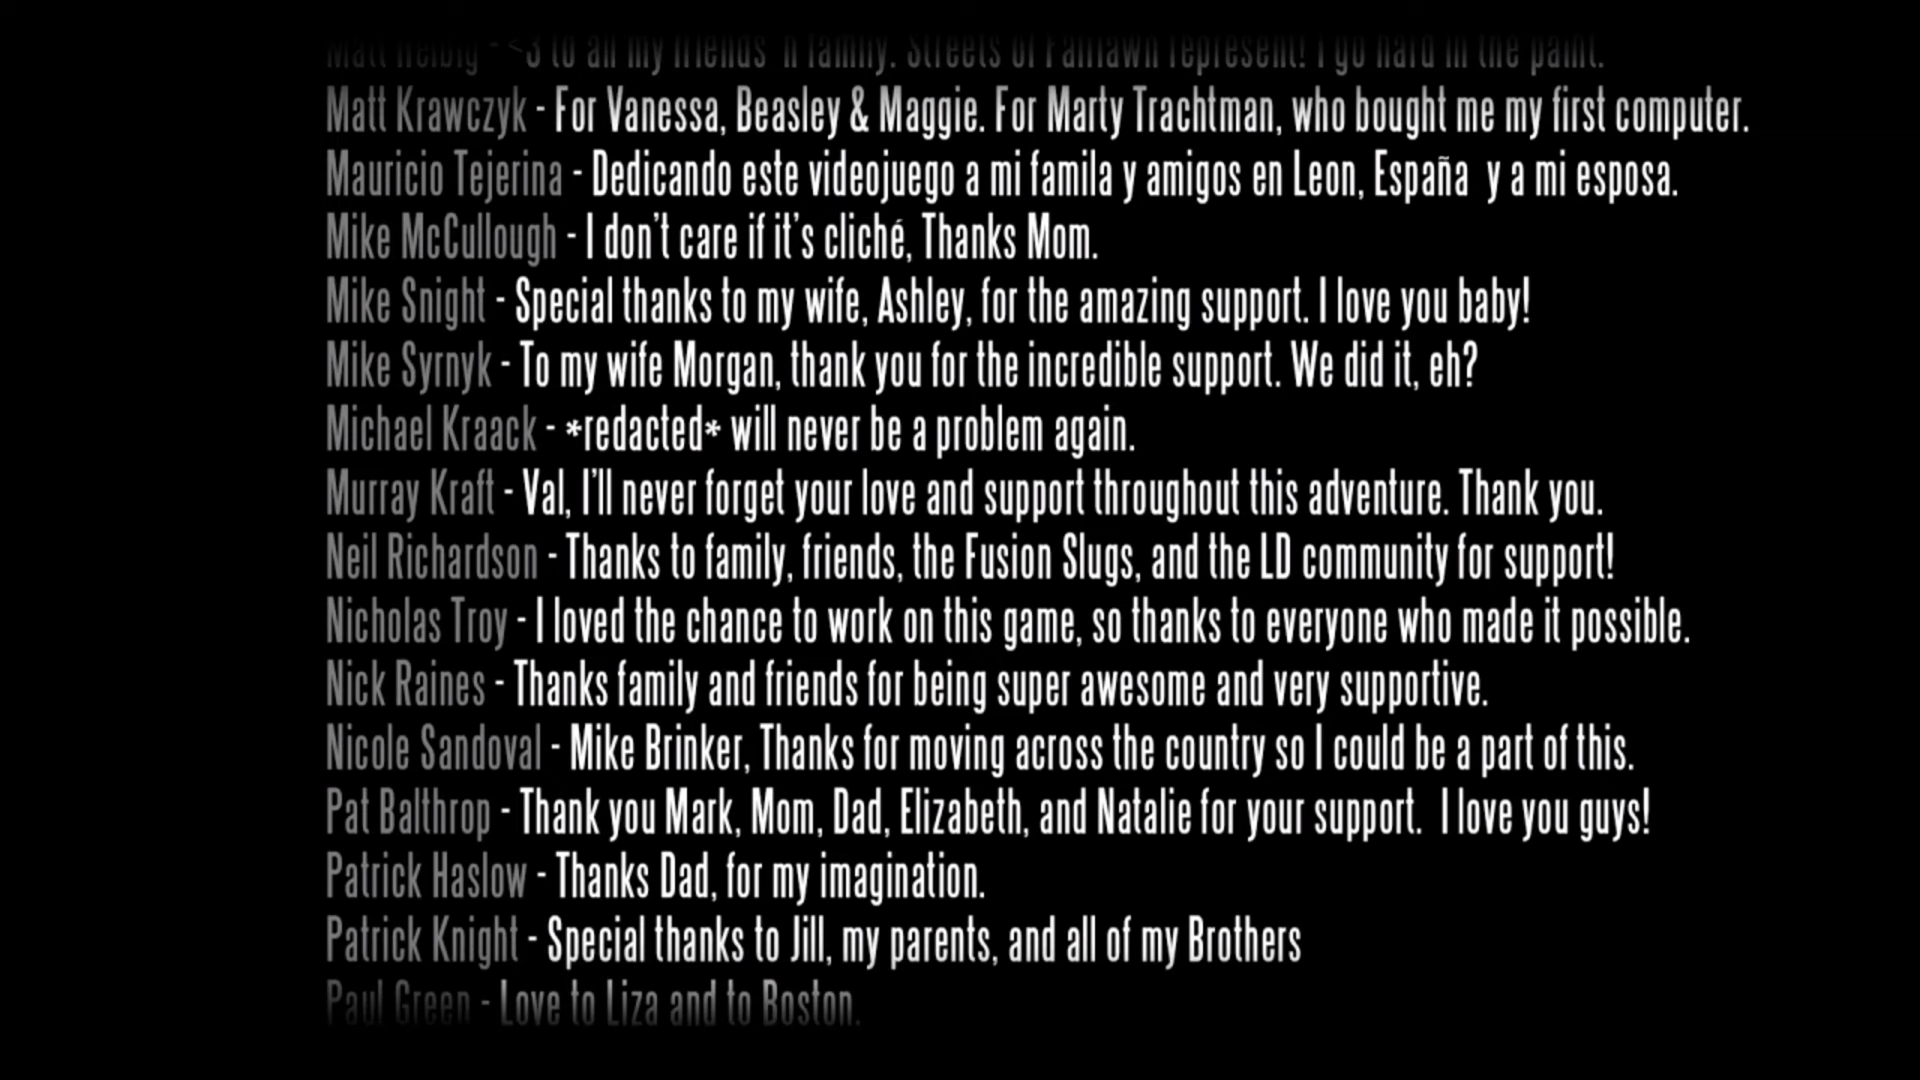 Matt Helbig - <3 to all my friends 'n family. Streets of Fairlawn represent! I go hard in the paint.
Matt Krawczyk - For Vanessa, Beasley & Maggie. For Marty Trachtman, who bought me my first computer.
Mauricio Tejerina - Dedicando este videojuego a mi famila y amigos en Leon, España  y a mi esposa.
Mike McCullough - I don't care if it's cliché, Thanks Mom.
Mike Snight - Special thanks to my wife, Ashley, for the amazing support. I love you baby!
Mike Syrnyk - To my wife Morgan, thank you for the incredible support. We did it, eh?
Michael Kraack - *redacted* will never be a problem again.
Murray Kraft - Val, I'll never forget your love and support throughout this adventure. Thank you.
Neil Richardson - Thanks to family, friends, the Fusion Slugs, and the LD community for support!
Nicholas Troy - I loved the chance to work on this game, so thanks to everyone who made it possible.
Nick Raines - Thanks family and friends for being super awesome and very supportive.
Nicole Sandoval - Mike Brinker, Thanks for moving across the country so I could be a part of this.
Pat Balthrop - Thank you Mark, Mom, Dad, Elizabeth, and Natalie for your support.  I love you guys!
Patrick Haslow - Thanks Dad, for my imagination.
Patrick Knight - Special thanks to Jill, my parents, and all of my Brothers
Paul Green - Love to Liza and to Boston.